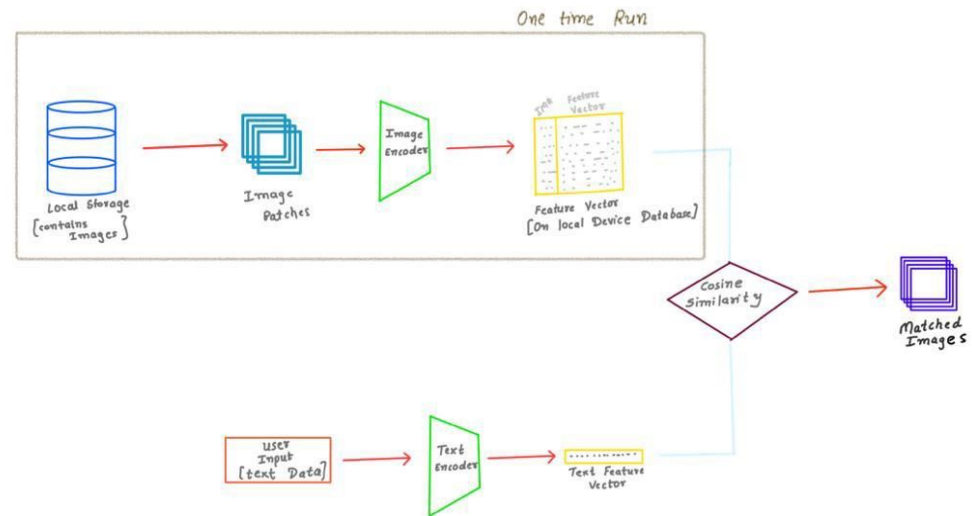 One time Run
Local Storage
[contains
Images]
Image
Patches
Image
Encoder
Img
Feature
Vector
Feature Vector
[On local Device Database]
Cosine
Similarity
Matched
Images
User
Input
[text Data]
Text
Encoder
Text Feature
Vector